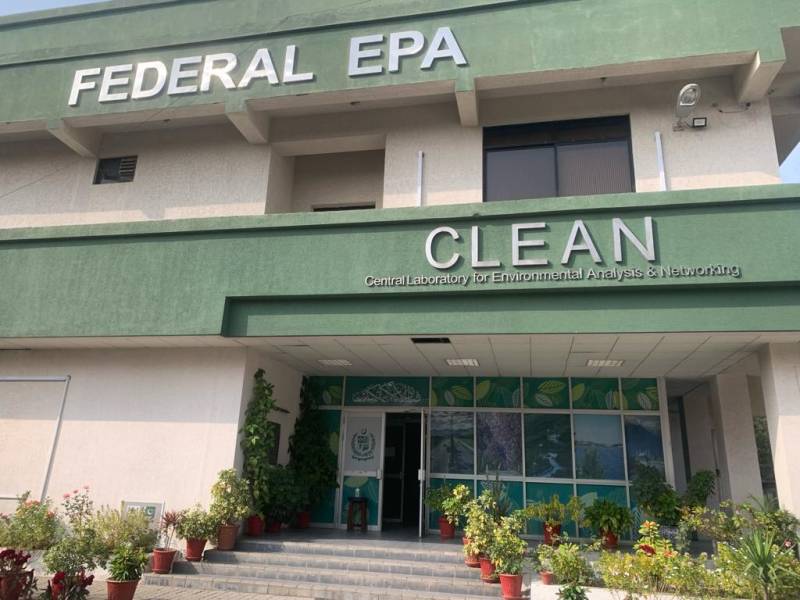 FEDERAL EPA
CLEAN
Central Laboratory for Environmental Analysis & Networking